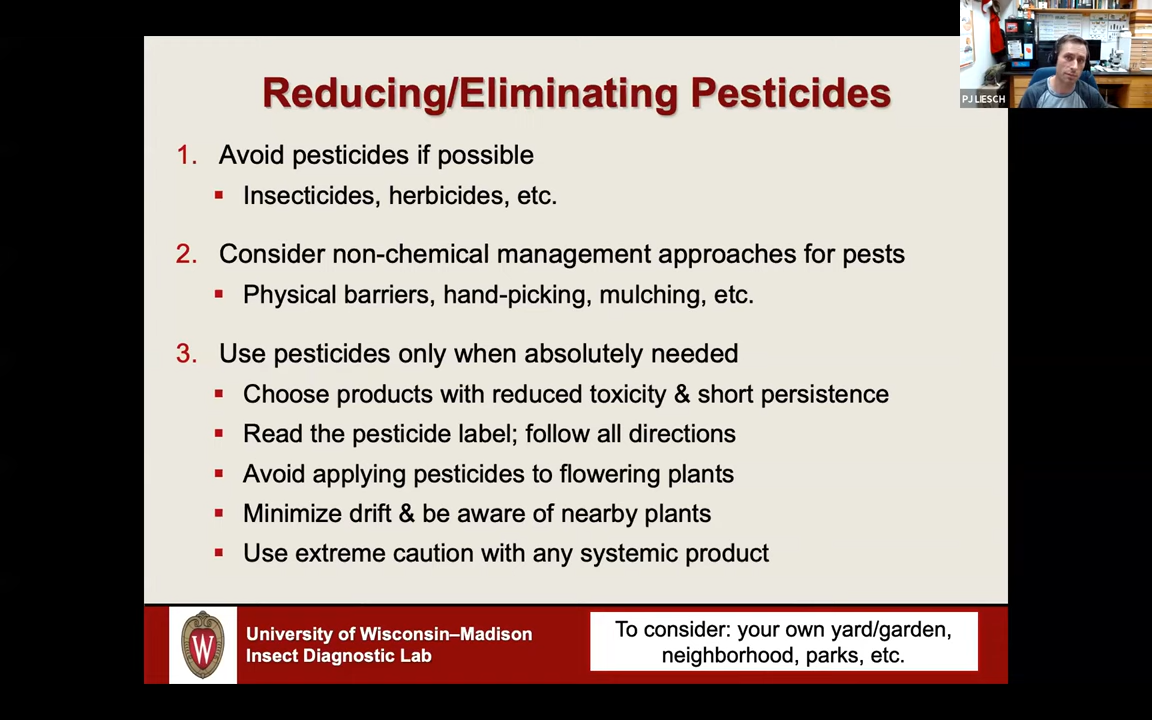 Reducing/Eliminating Pesticides
PJ LIESCH
1. Avoid pesticides if possible
▪ Insecticides, herbicides, etc.
2. Consider non-chemical management approaches for pests
▪ Physical barriers, hand-picking, mulching, etc.
3. Use pesticides only when absolutely needed
▪ Choose products with reduced toxicity & short persistence
▪ Read the pesticide label; follow all directions
▪ Avoid applying pesticides to flowering plants
▪ Minimize drift & be aware of nearby plants
▪ Use extreme caution with any systemic product
W
University of Wisconsin–Madison
Insect Diagnostic Lab
To consider: your own yard/garden,
neighborhood, parks, etc.